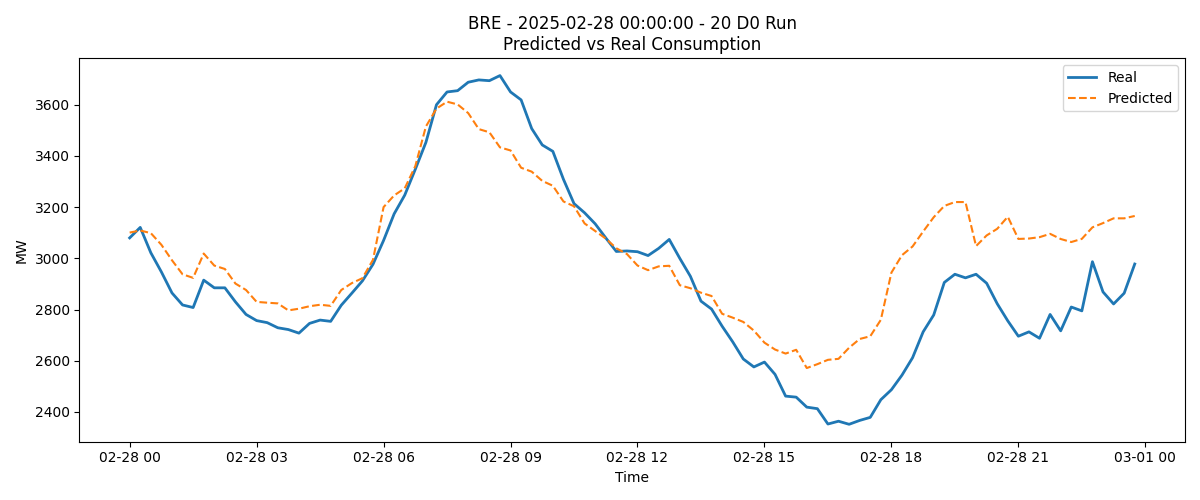 BRE - 2025-02-28 00:00:00 - 20 D0 Run
Predicted vs Real Consumption
Real
Predicted
MW
3600
3400
3200
3000
2800
2600
2400
02-28 00
02-28 03
02-28 06
02-28 09
02-28 12
02-28 15
02-28 18
02-28 21
03-01 00
Time